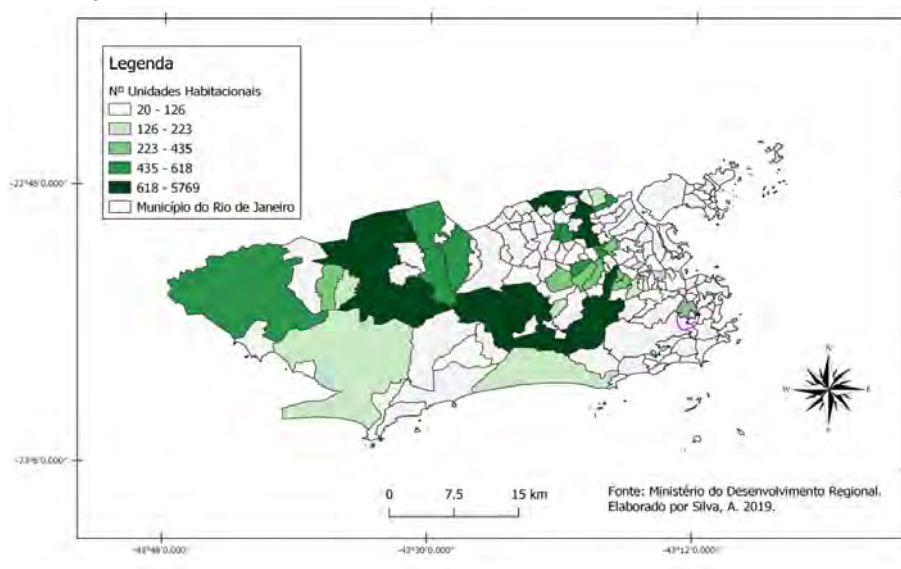 Legenda
Nº Unidades Habitacionais
20 - 126
126 - 223
223 - 435
435 - 618
618 - 5769
Município do Rio de Janeiro
-22°48'0.000"
N
W
E
-23°6'0.000"
0 7.5 15 km
Fonte: Ministério do Desenvolvimento Regional.
Elaborado por Silva, A. 2019.
-43°48'0.000"
-43°30'0.000"
-43°12'0.000"